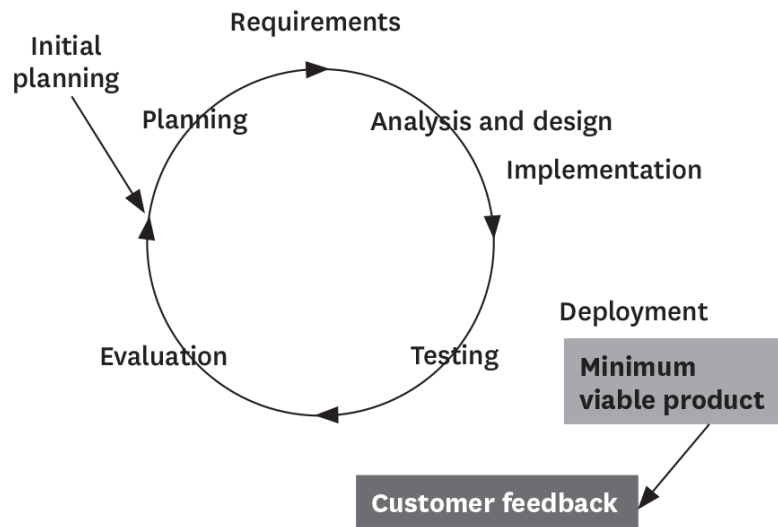 Requirements
Initial
planning
Planning
Analysis and design
Implementation
Deployment
Evaluation
Testing
Minimum
viable product
Customer feedback